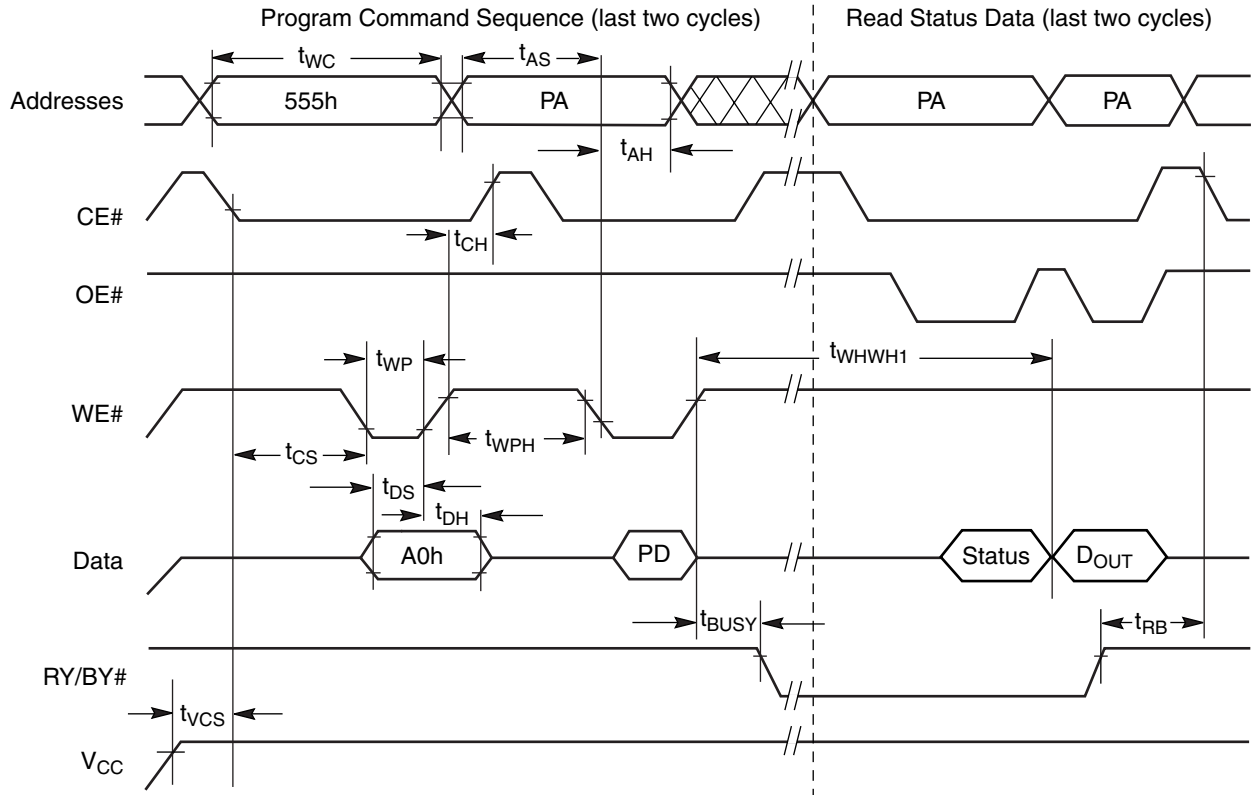 Program Command Sequence (last two cycles) Read Status Data (last two cycles)
tWC tAS
Addresses 555h PA PA PA
tAH
CE#
tCH
OE#
tWP tWHWH1
WE#
tCS tWPH
tDS
tDH
Data A0h PD Status DOUT
tBUSY tRB
RY/BY#
tVCS
VCC